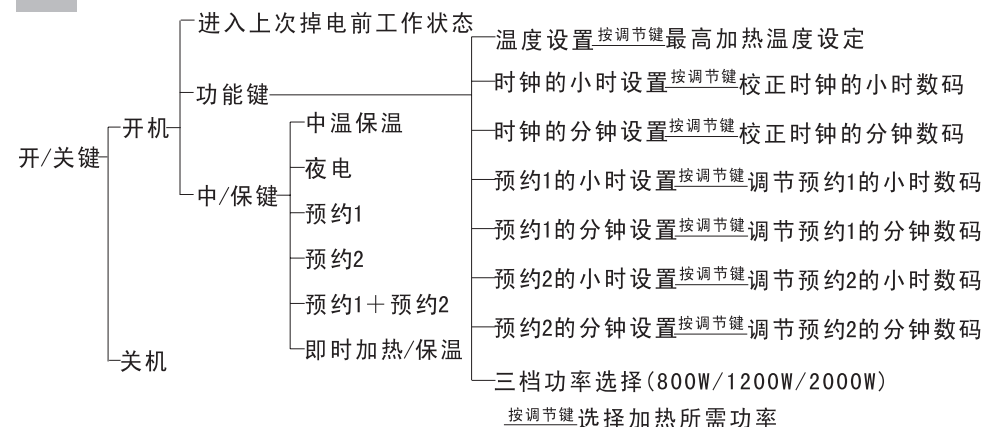 进入上次掉电前工作状态
温度设置 按调节键 最高加热温度设定
功能键
时钟的小时设置 按调节键 校正时钟的小时数码
开机
中温保温
时钟的分钟设置 按调节键 校正时钟的分钟数码
开/关键
夜电
中/保键
预约1的小时设置 按调节键 调节预约1的小时数码
预约1
预约1的分钟设置 按调节键 调节预约1的分钟数码
预约2
预约2的小时设置 按调节键 调节预约2的小时数码
预约1+预约2
预约2的分钟设置 按调节键 调节预约2的分钟数码
即时加热/保温
关机
三档功率选择(800W/1200W/2000W)
按调节键 选择加热所需功率